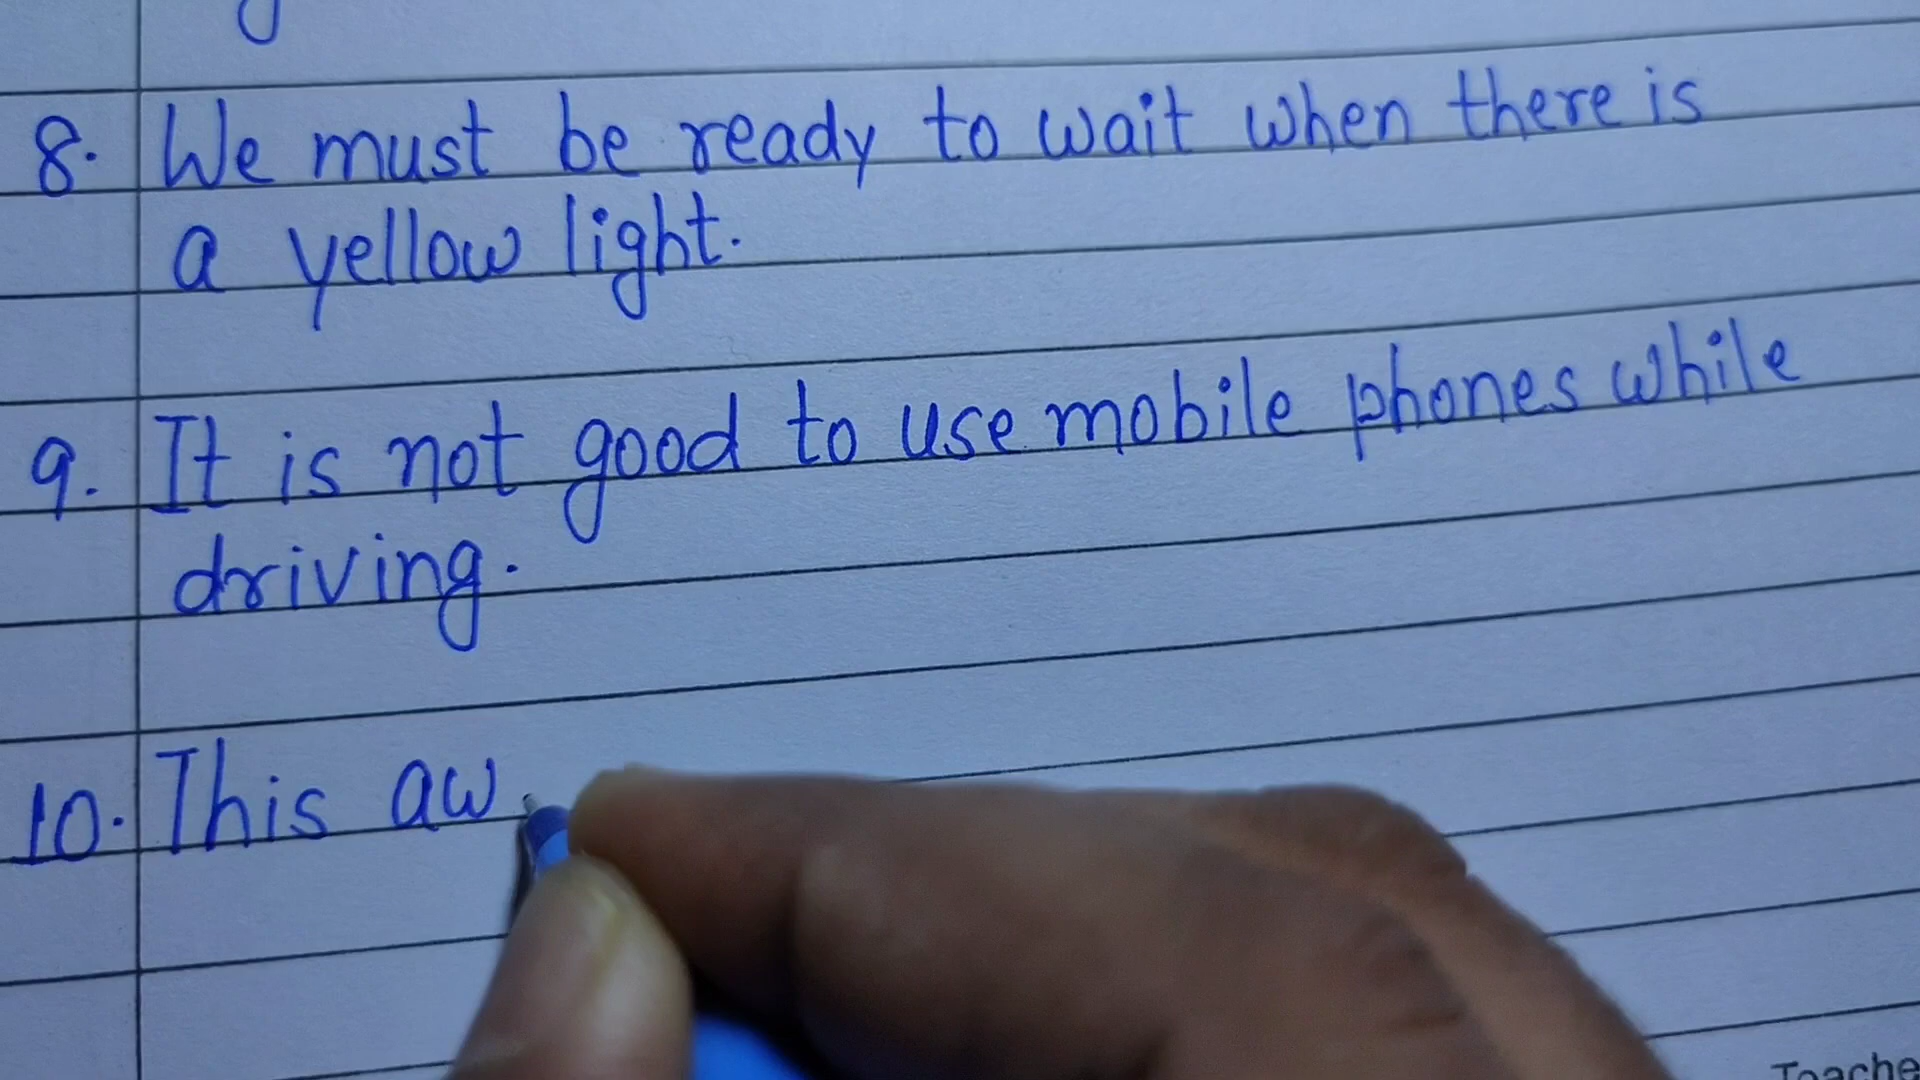 8. We must be ready to wait when there is
a yellow light.
9. It is not good to use mobile phones while
driving.
10. This aw